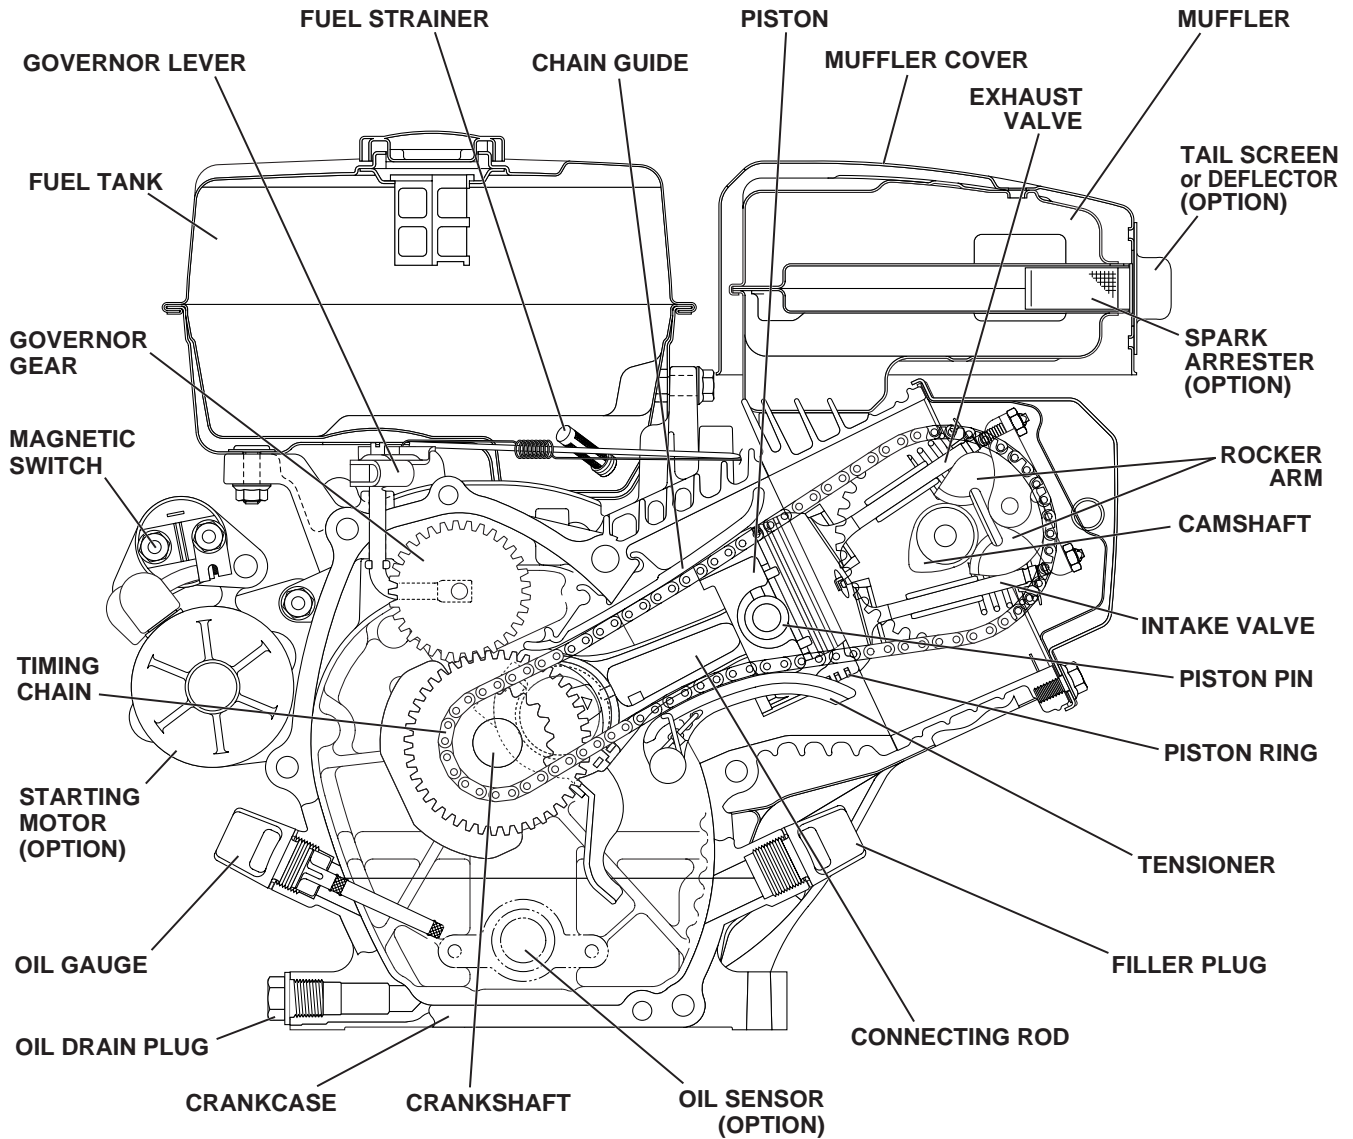 FUEL STRAINER
PISTON
MUFFLER
GOVERNOR LEVER
CHAIN GUIDE
MUFFLER COVER
EXHAUST
VALVE
TAIL SCREEN
or DEFLECTOR
(OPTION)
FUEL TANK
GOVERNOR
GEAR
SPARK
ARRESTER
(OPTION)
MAGNETIC
SWITCH
ROCKER
ARM
CAMSHAFT
INTAKE VALVE
TIMING
CHAIN
PISTON PIN
PISTON RING
STARTING
MOTOR
(OPTION)
TENSIONER
OIL GAUGE
FILLER PLUG
OIL DRAIN PLUG
CONNECTING ROD
CRANKCASE
CRANKSHAFT
OIL SENSOR
(OPTION)